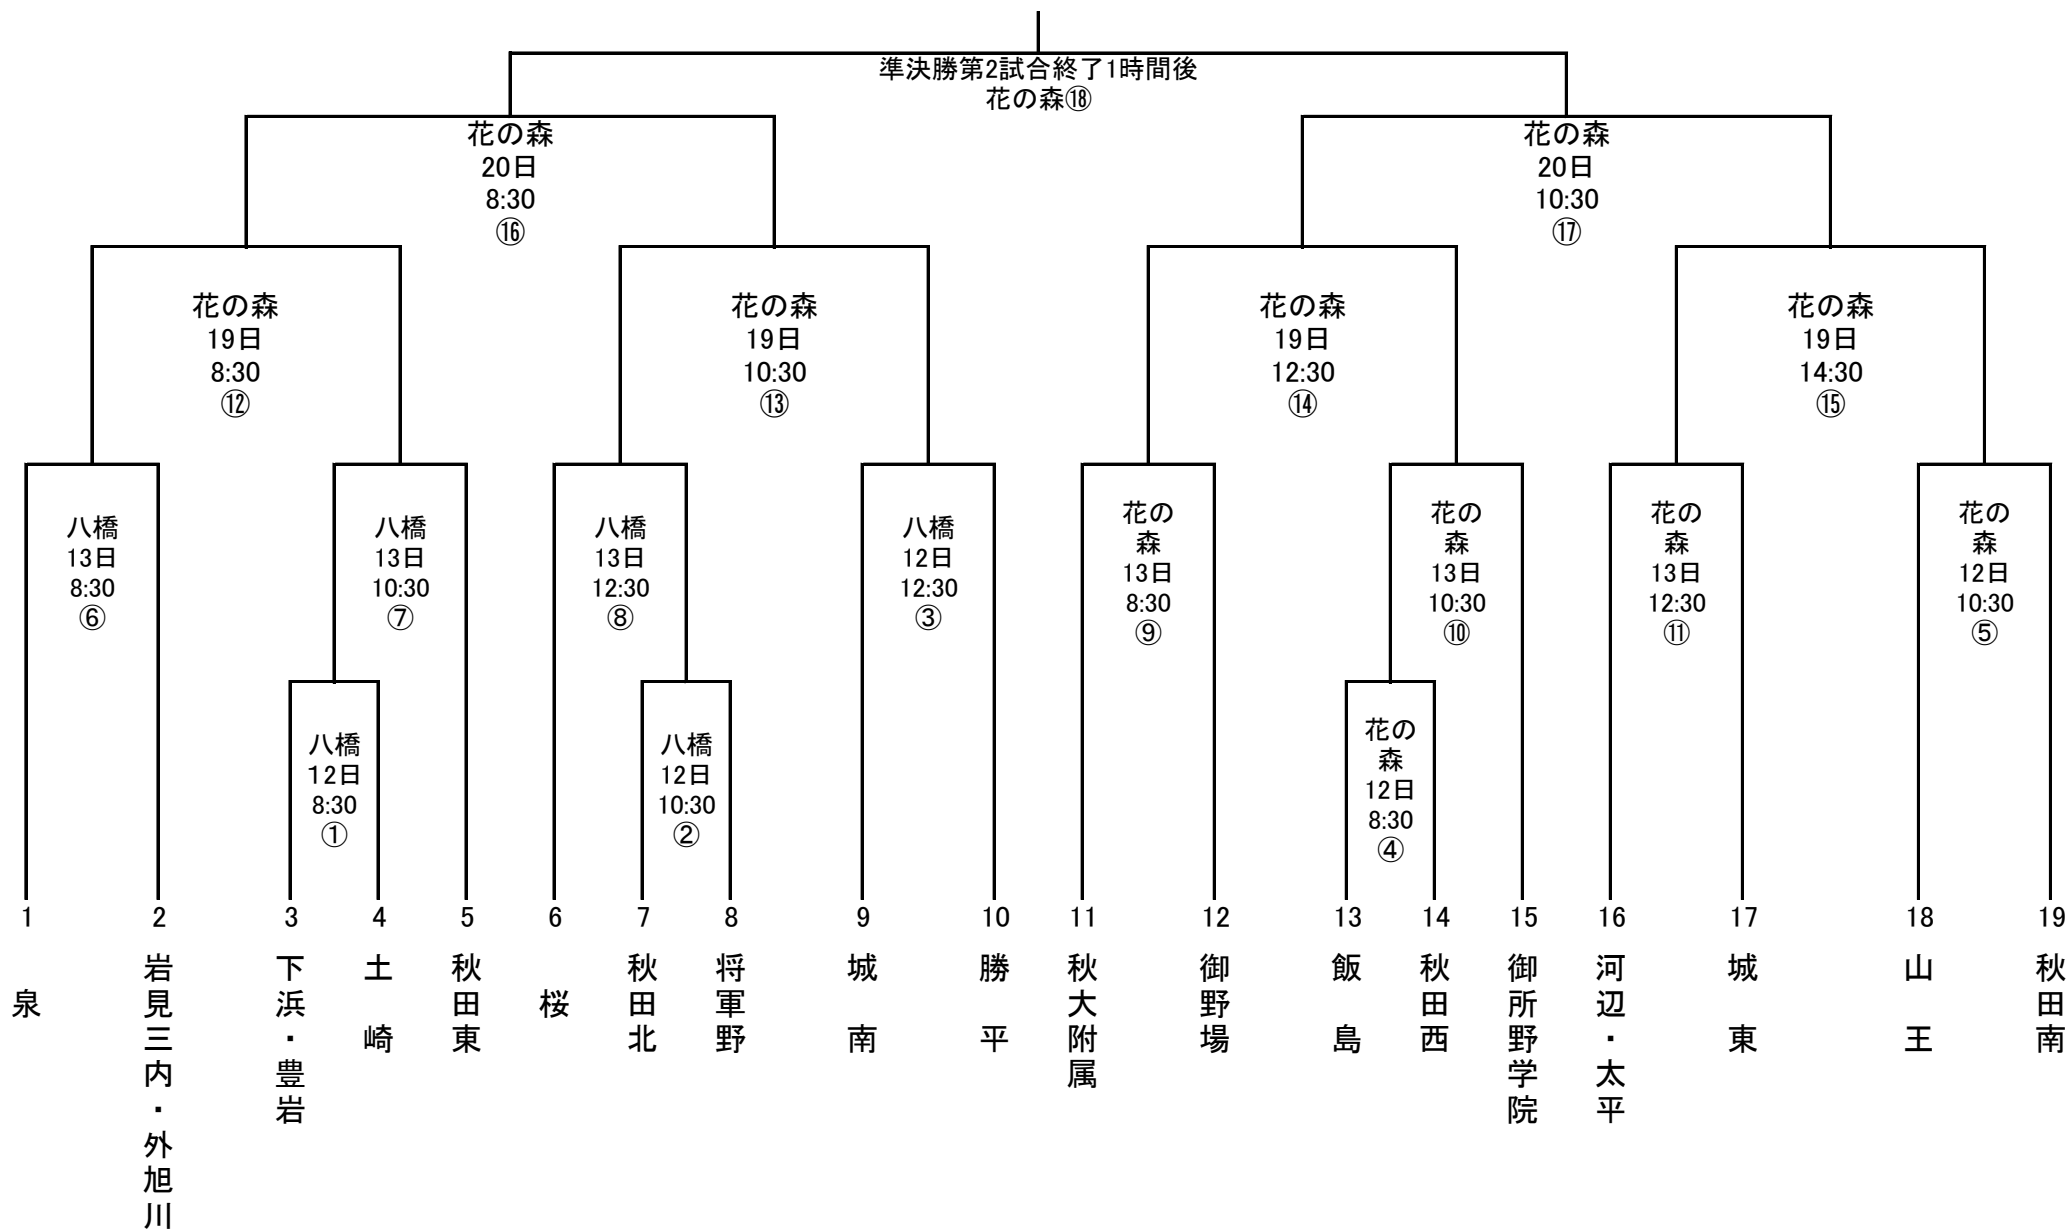 準決勝第2試合終了1時間後
花の森⑱
花の森
20日
8:30
⑯
花の森
20日
10:30
⑰
花の森
19日
8:30
⑫
花の森
19日
10:30
⑬
花の森
19日
12:30
⑭
花の森
19日
14:30
⑮
八橋
13日
8:30
⑥
八橋
13日
10:30
⑦
八橋
13日
12:30
⑧
八橋
12日
12:30
③
花の
森
13日
8:30
⑨
花の
森
13日
10:30
⑩
花の
森
13日
12:30
⑪
花の
森
12日
10:30
⑤
八橋
12日
8:30
①
八橋
12日
10:30
②
花の
森
12日
8:30
④
1
泉
2
岩見三内・外旭川
3
下浜・豊岩
4
土崎
5
秋田東
6
桜
7
秋田北
8
将軍野
9
城南
10
勝平
11
秋大附属
12
御野場
13
飯島
14
秋田西
15
御所野学院
16
河辺・太平
17
城東
18
山王
19
秋田南